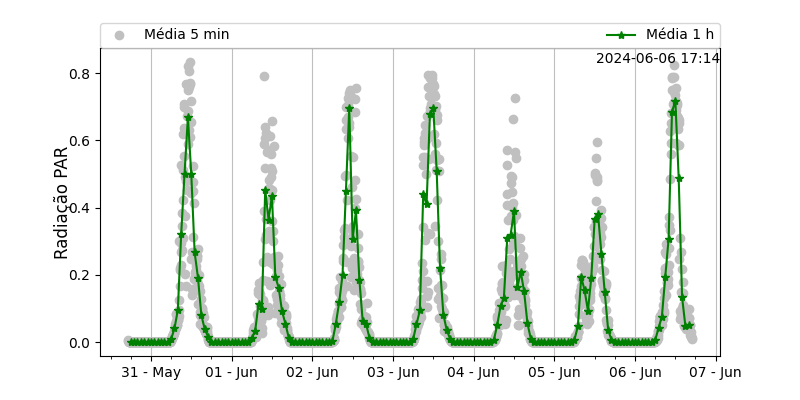 Média 5 min
Média 1 h
2024-06-06 17:14
Radiação PAR
0.8
0.6
0.4
0.2
0.0
31 - May
01 - Jun
02 - Jun
03 - Jun
04 - Jun
05 - Jun
06 - Jun
07 - Jun